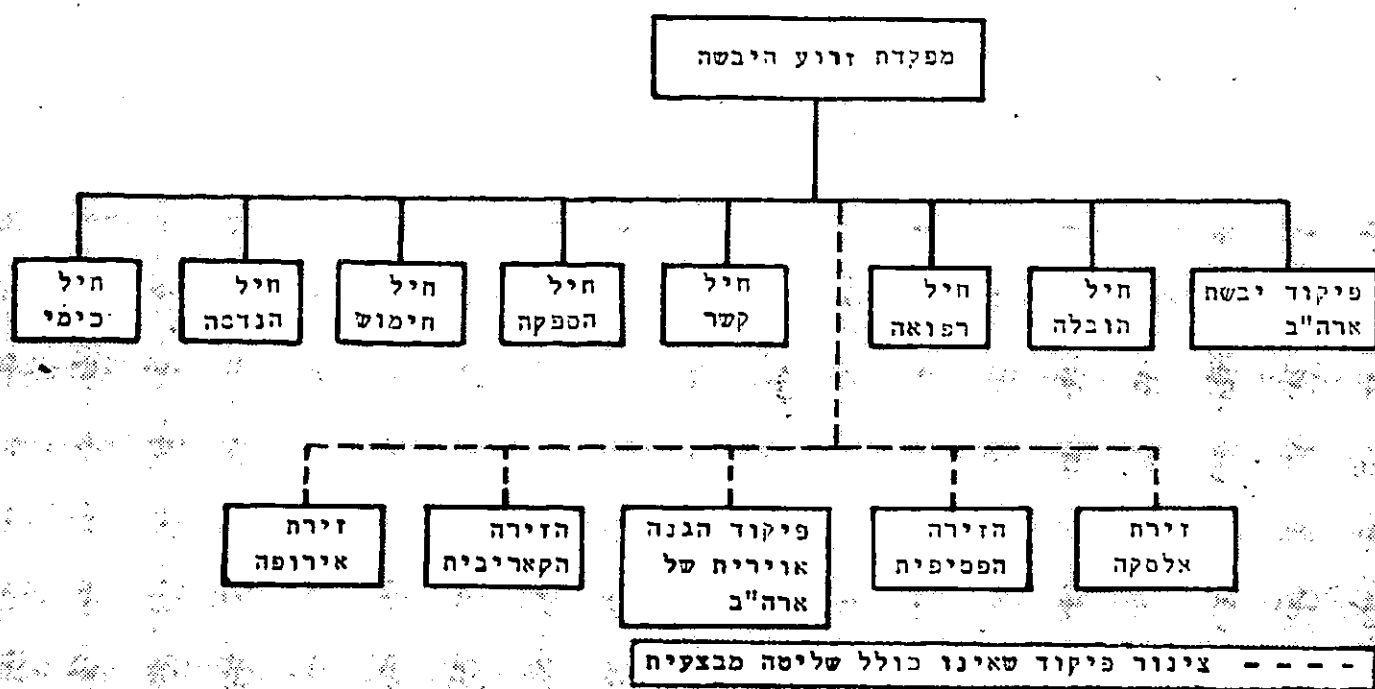 מפקדת זרוע היבשה
פיקוד יבשת
ארה"ב
חיל
הובלה
חיל
רפואה
חיל
קשר
חיל
הספקה
חיל
חימוש
חיל
הנדסה
חיל
כימי
זירת
אלסקה
הזירה
הפסיפית
פיקוד הגנה
אוירית של
ארה"ב
הזירה
הקאריבית
זירת
אירופה
- - - - צינור פיקוד שאינו כולל שליטה מבצעית